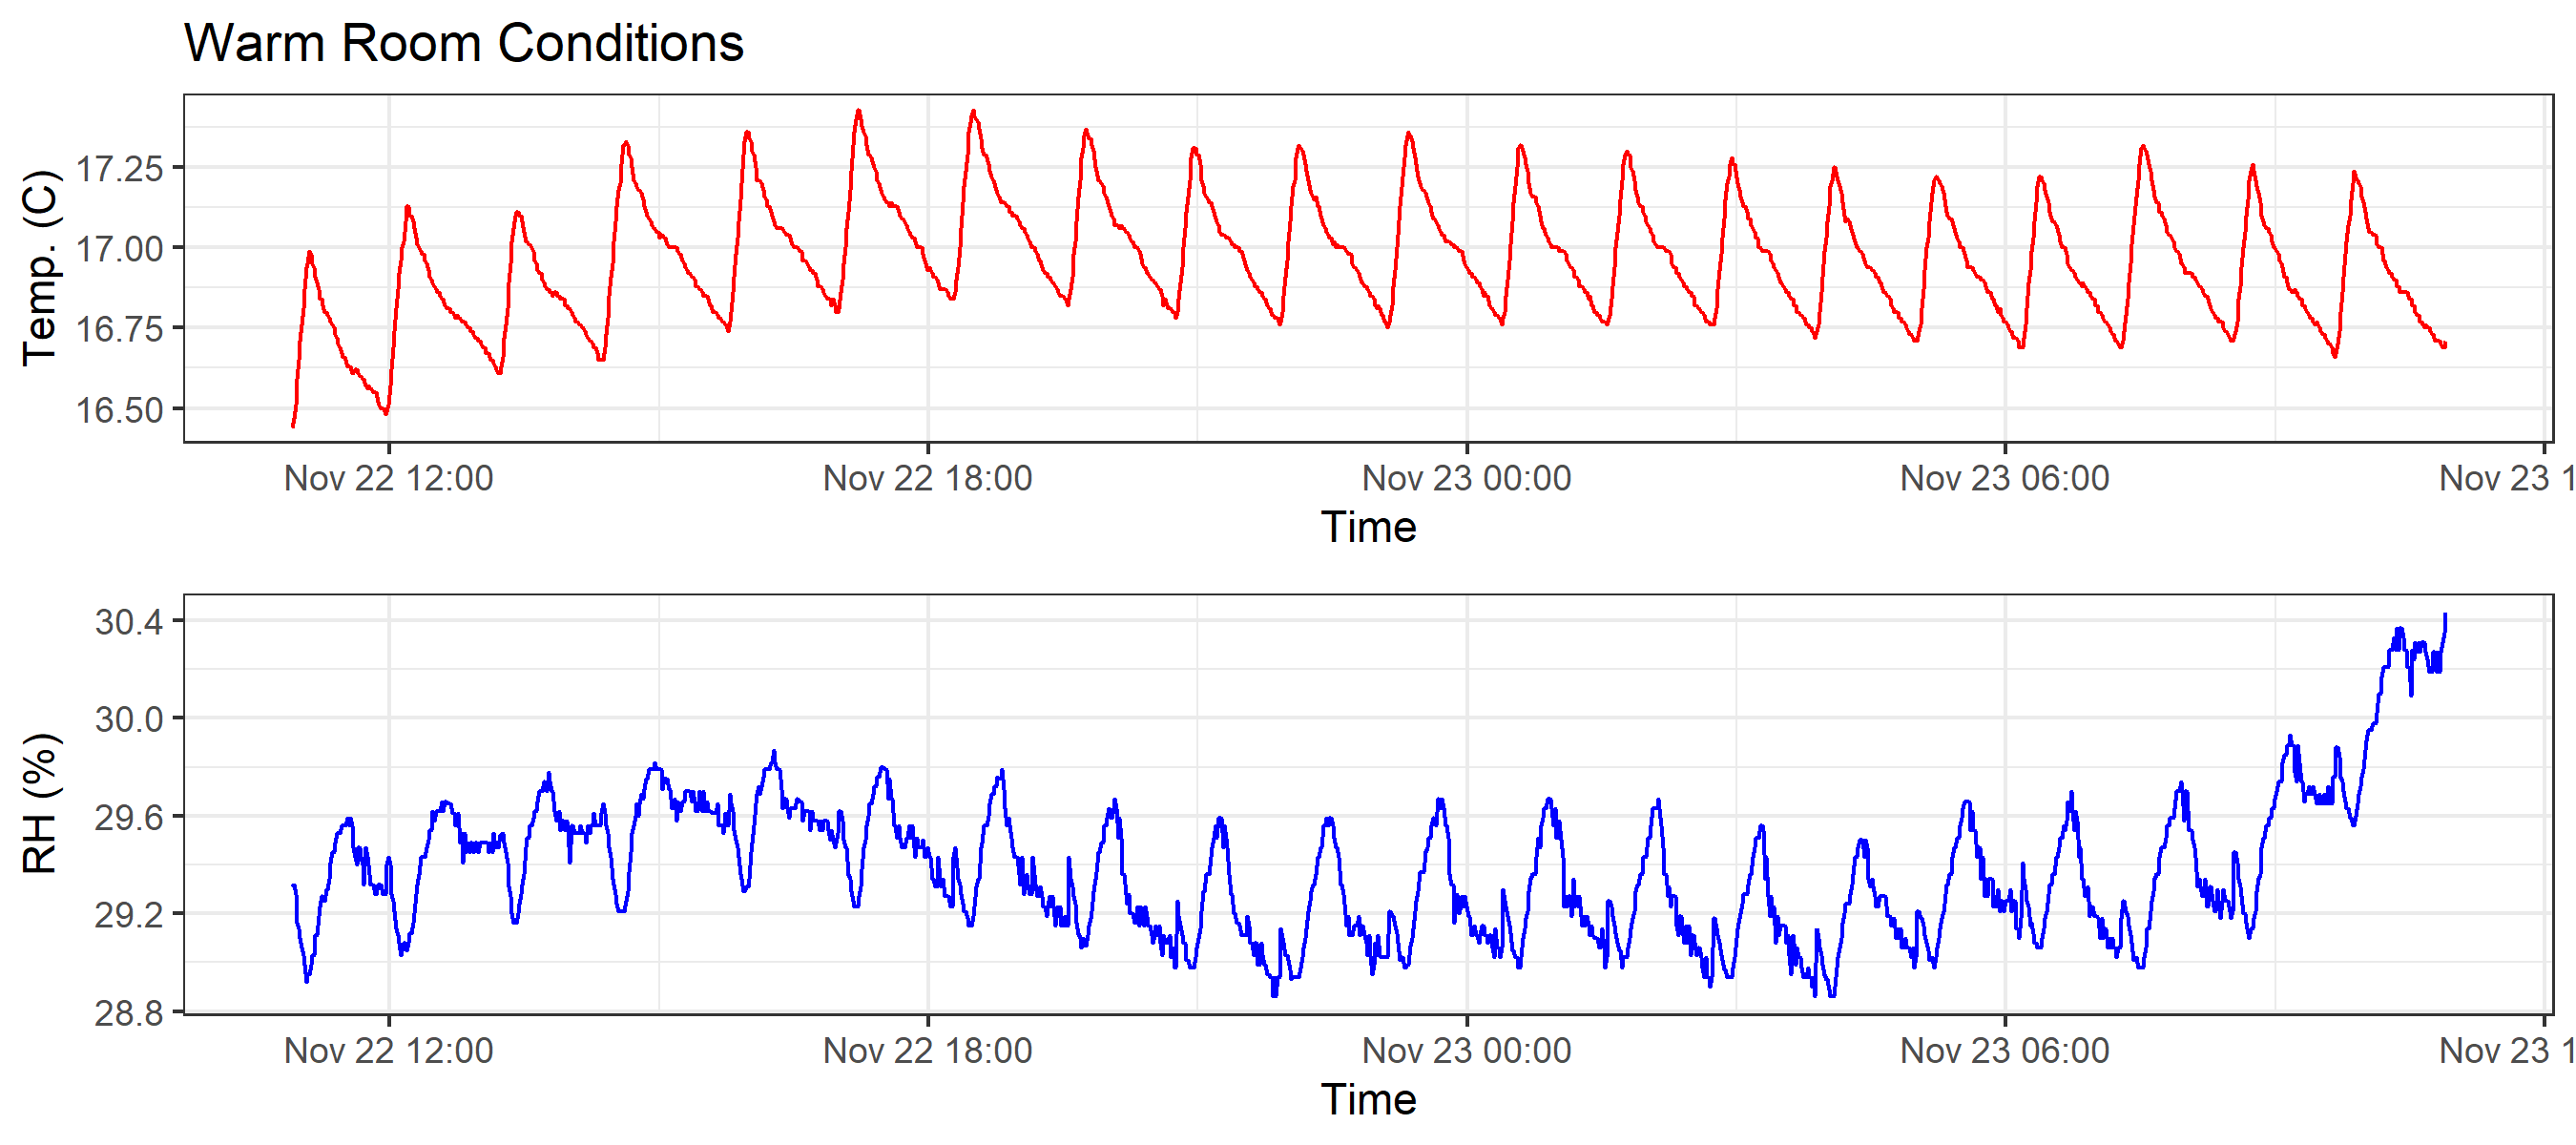 Warm Room Conditions
Temp. (C)
17.25
17.00
16.75
16.50
Nov 22 12:00 Nov 22 18:00 Nov 23 00:00 Nov 23 06:00 Nov 23 1
Time
RH (%)
30.4
30.0
29.6
29.2
28.8
Nov 22 12:00 Nov 22 18:00 Nov 23 00:00 Nov 23 06:00 Nov 23 1
Time